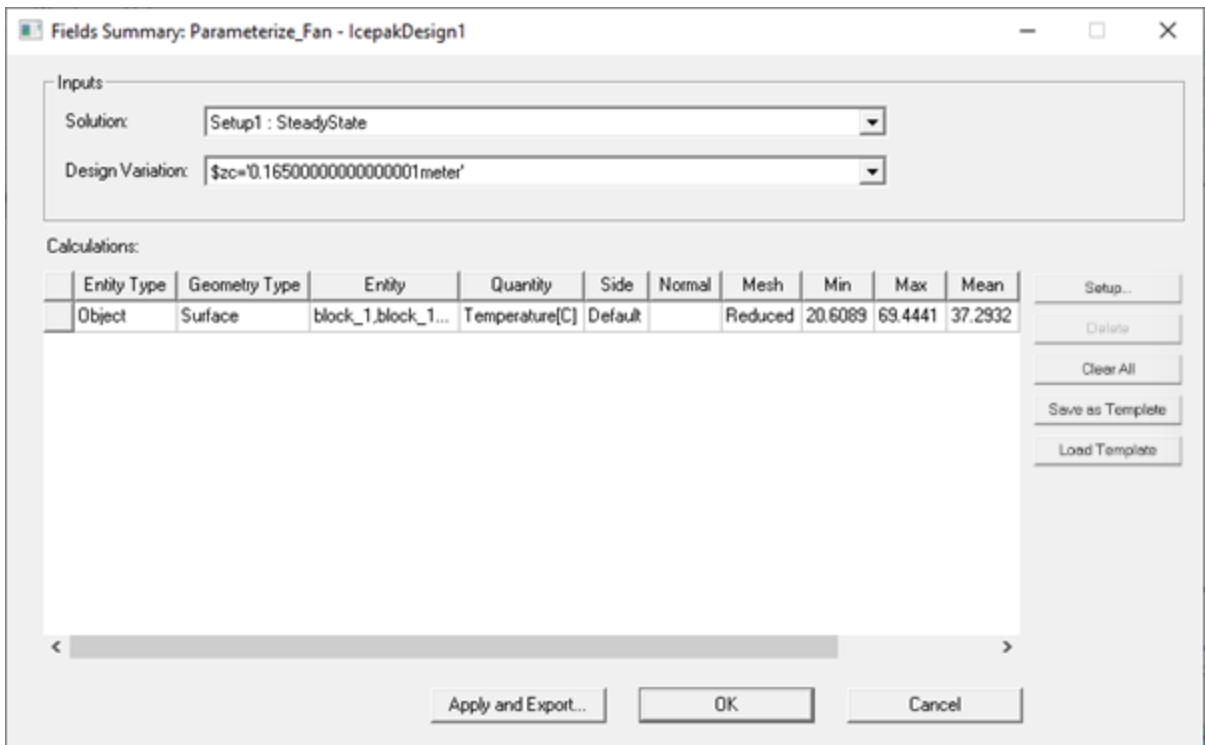 Fields Summary: Parameterize_Fan - IcepakDesign1
Inputs
Solution: Setup1 : SteadyState
Design Variation: $zc='0.16500000000000001meter'
Calculations:
Entity Type Geometry Type Entity Quantity Side Normal Mesh Min Max Mean
Object Surface block_1,block_1... Temperature[C] Default Reduced 20.6089 69.4441 37.2932
Setup...
Delete
Clear All
Save as Template
Load Template
Apply and Export... OK Cancel